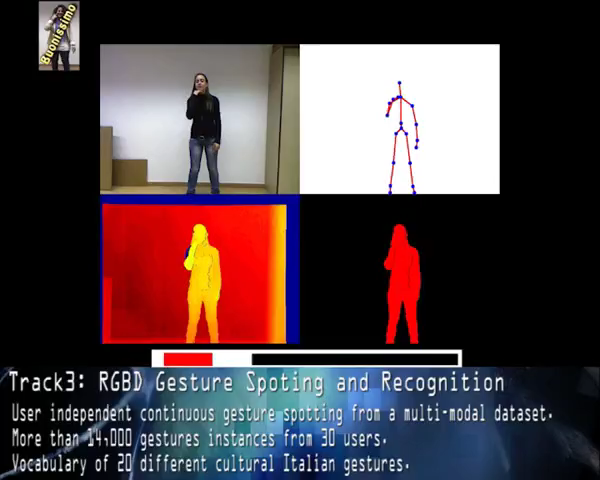 Buonissimo
Track3: RGBD Gesture Spoting and Recognition
User independent continuous gesture spotting from a multi-modal dataset.
More than 14,000 gestures instances from 30 users.
Vocabulary of 20 different cultural Italian gestures.